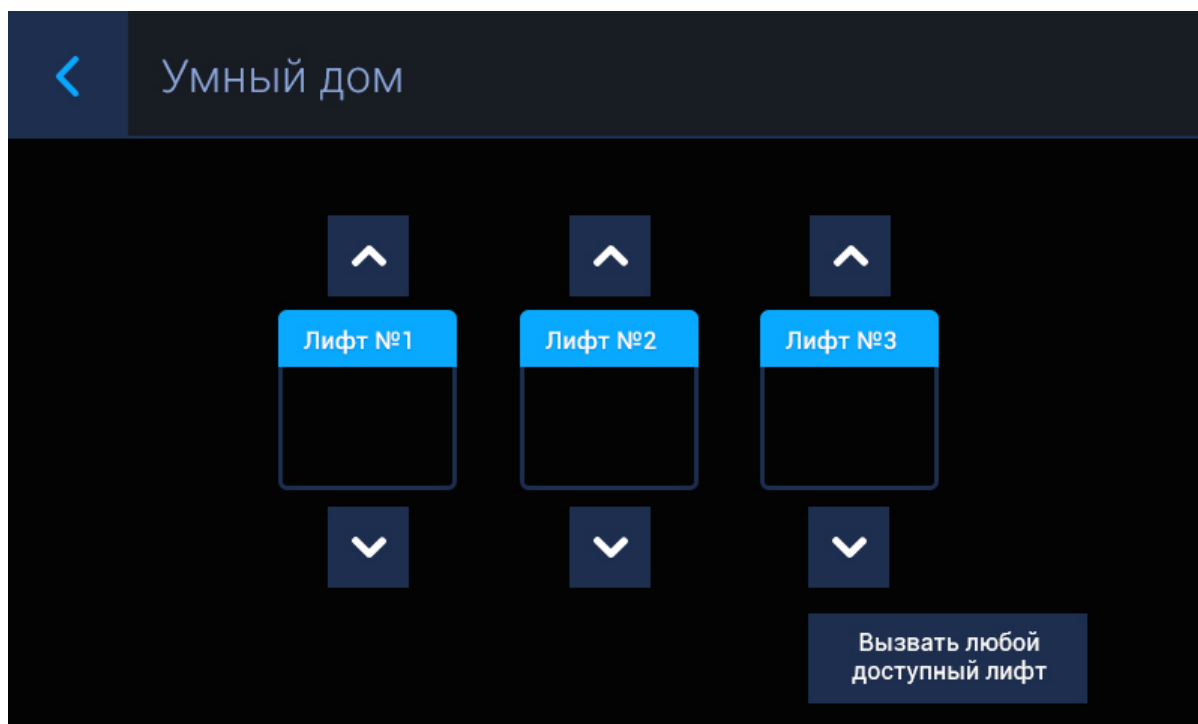 Умный дом
Лифт №1
Лифт №2
Лифт №3
Вызвать любой
доступный лифт